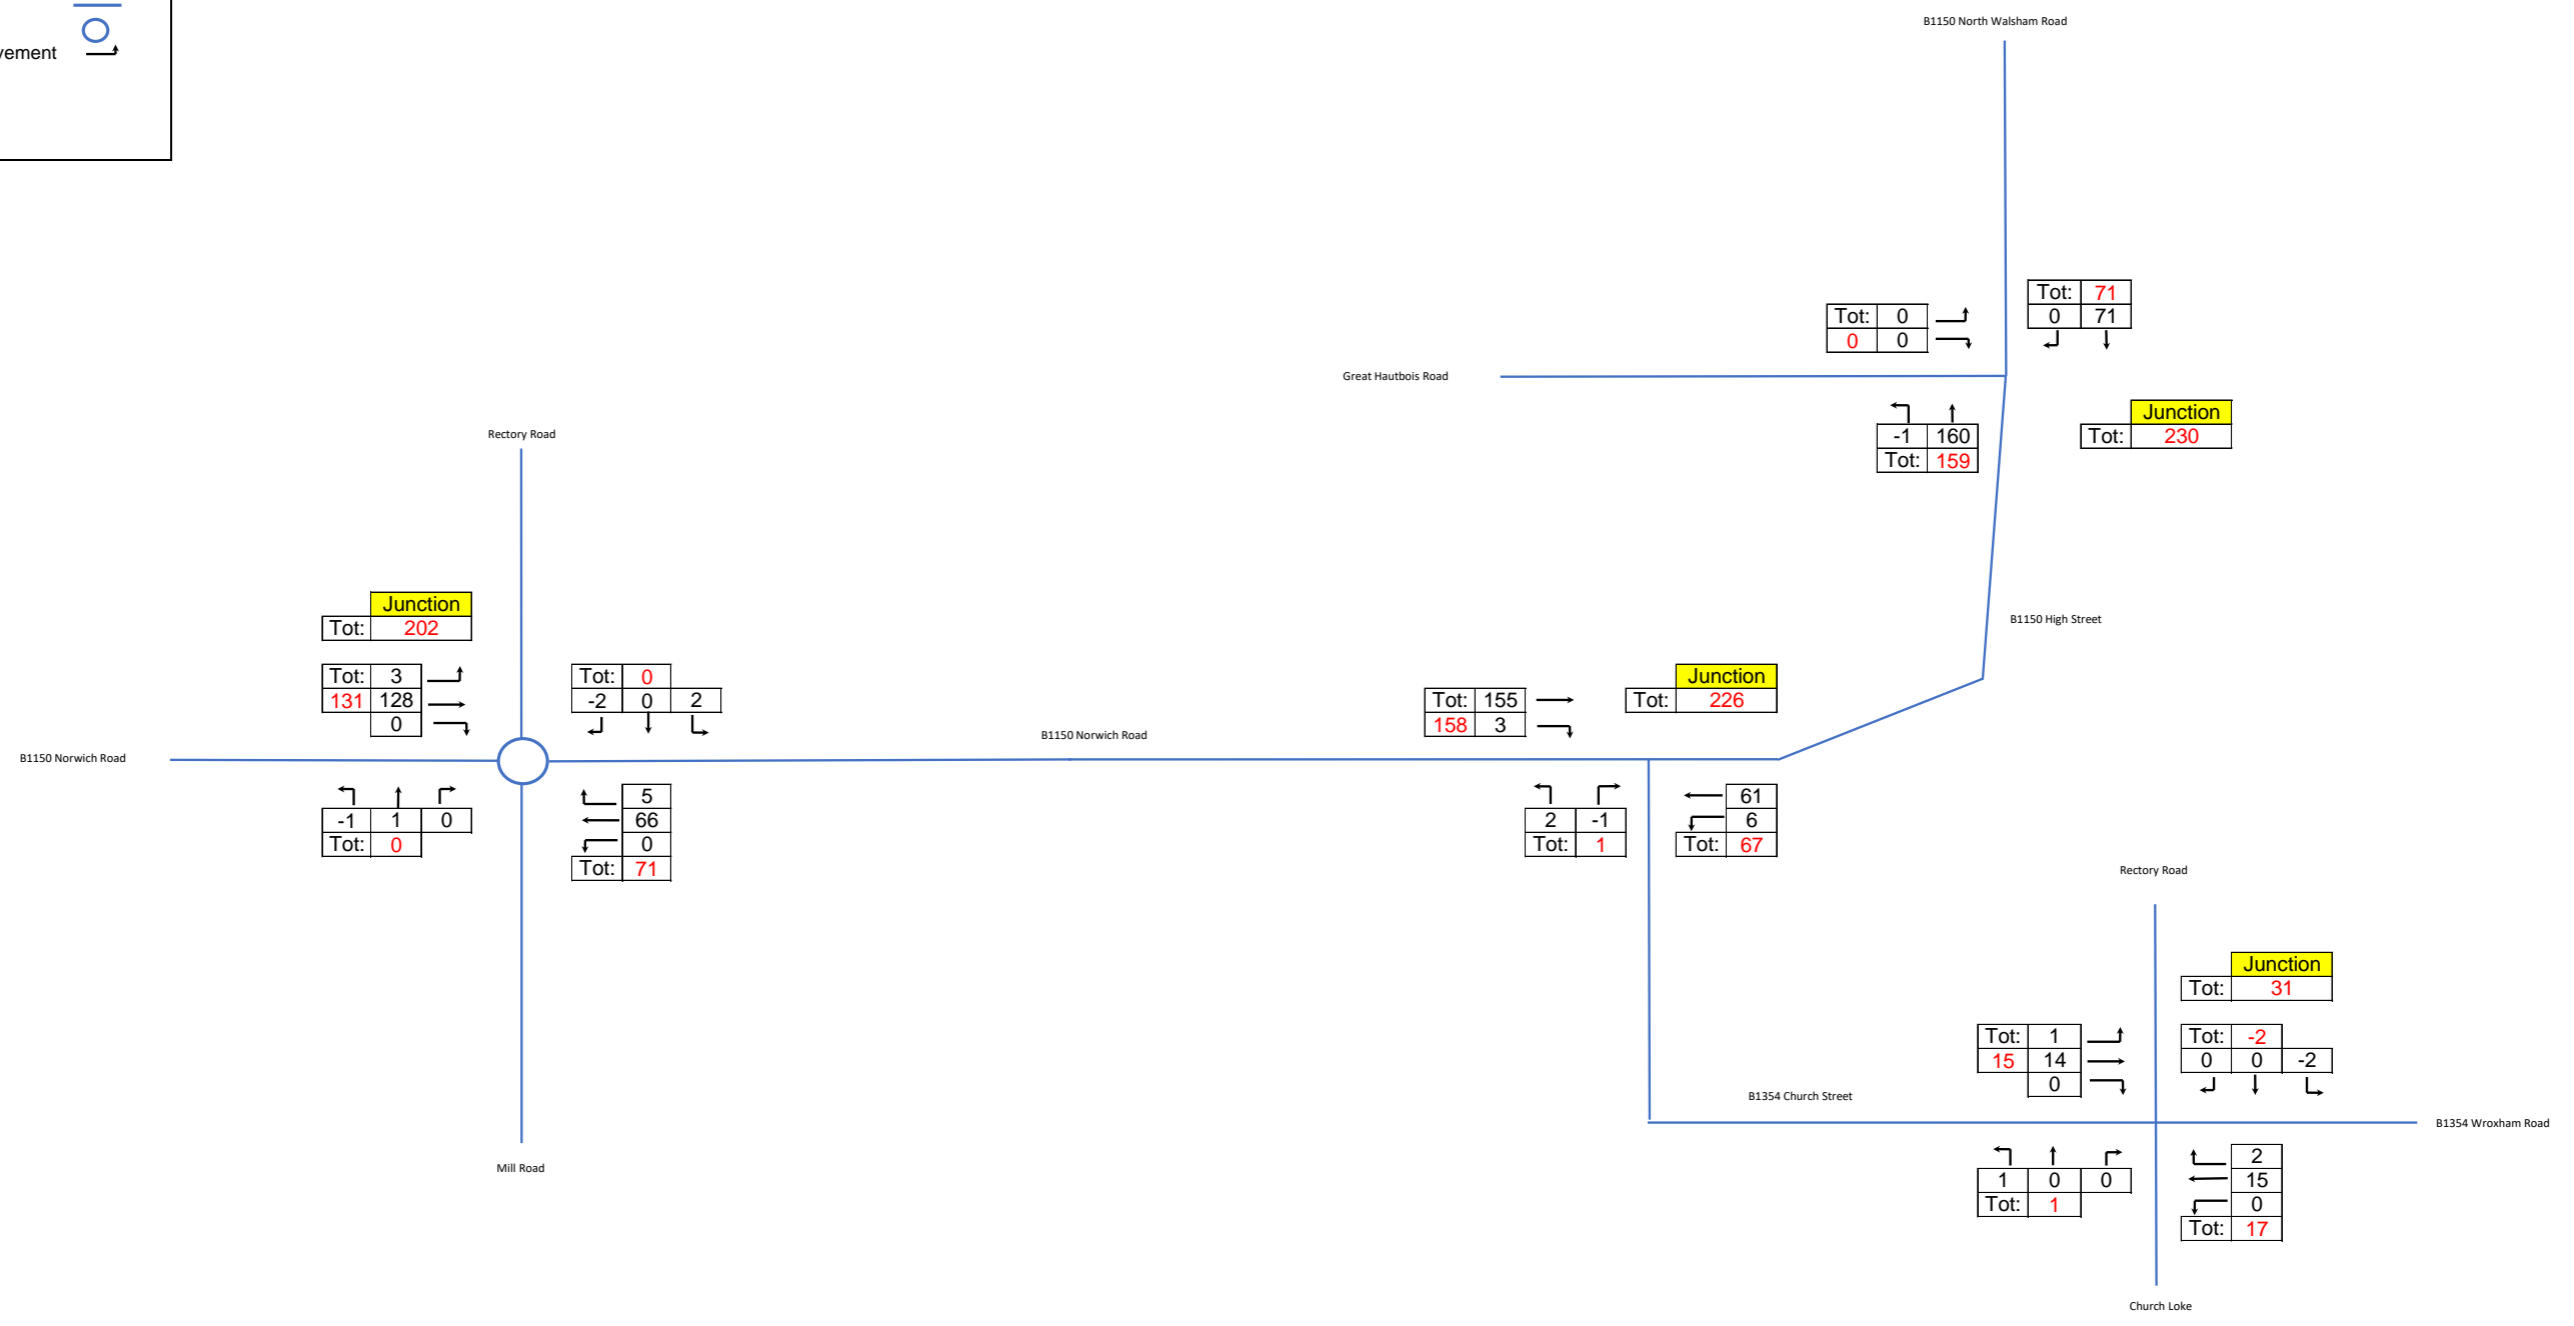 B1150 North Walsham Road
vement
Tot: 71
0 71
Tot: 0
0 0
Great Hautbois Road
Junction
Tot: 230
-1 160
Tot: 159
Rectory Road
Junction
Tot: 202
B1150 High Street
Tot: 3
131 128
0
Tot: 0
-2 0 2
Junction
Tot: 226
Tot: 155
158 3
B1150 Norwich Road
B1150 Norwich Road
-1 1 0
Tot: 0
5
66
0
Tot: 71
2 -1
Tot: 1
61
6
Tot: 67
Rectory Road
Junction
Tot: 31
Tot: 1
15 14
0
Tot: -2
0 0 -2
B1354 Church Street
B1354 Wroxham Road
Mill Road
1 0 0
Tot: 1
2
15
0
Tot: 17
Church Loke